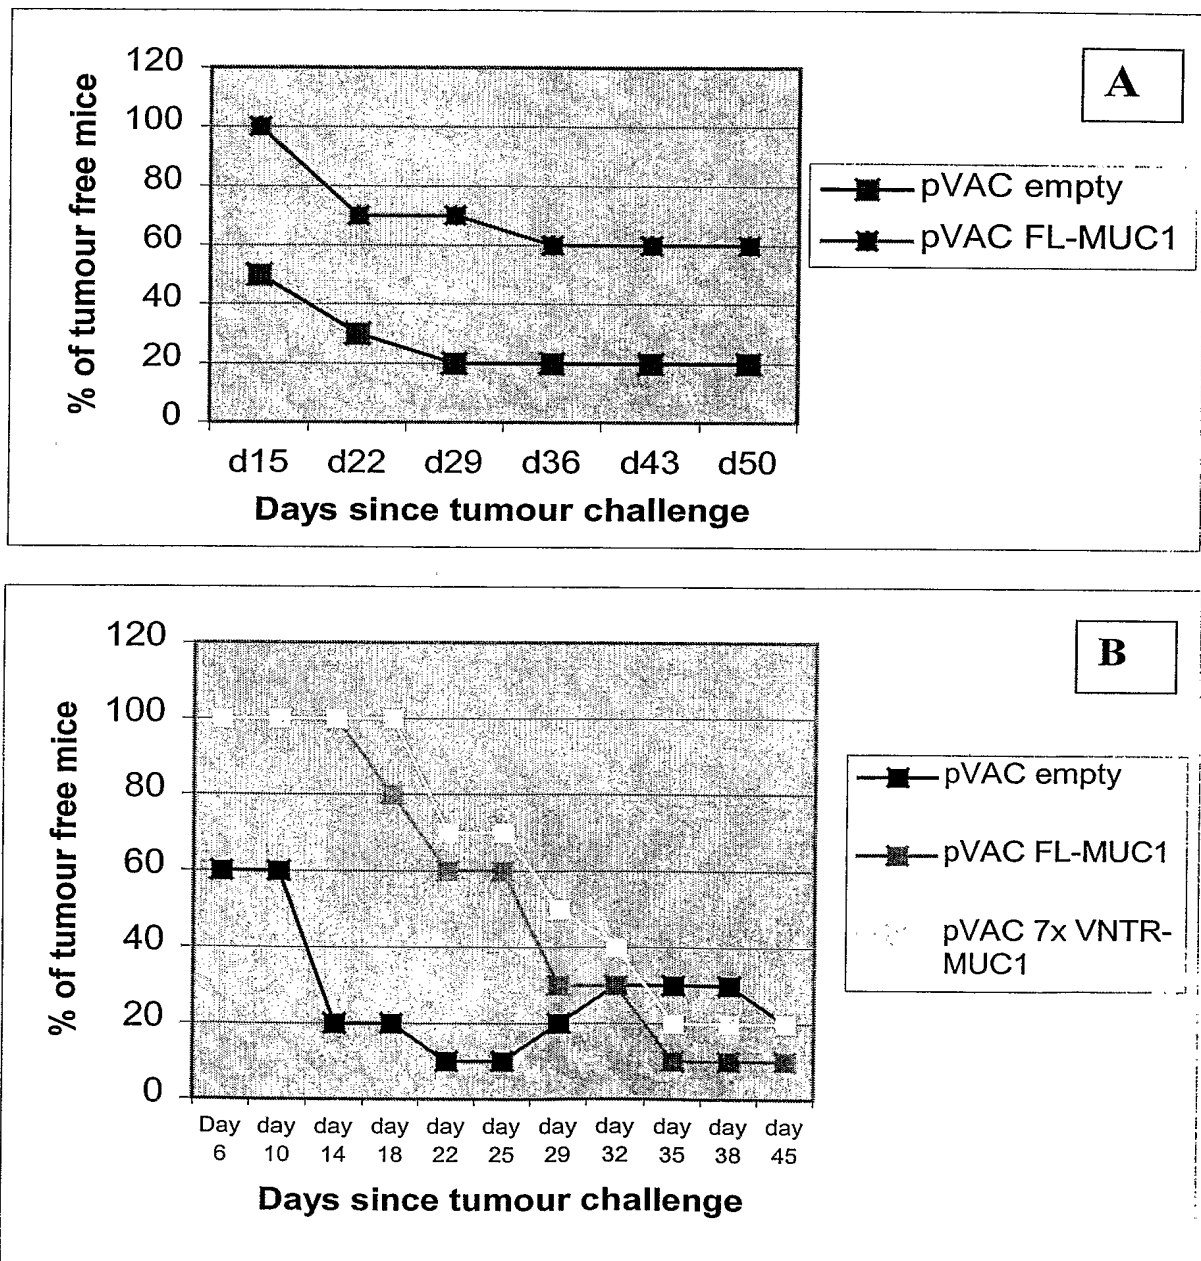 A
% of tumour free mice
120
100
80
60
40
20
0
d15 d22 d29 d36 d43 d50
Days since tumour challenge
pVAC empty
pVAC FL-MUC1
B
% of tumour free mice
120
100
80
60
40
20
0
Day day day day day day day day day day day
6 10 14 18 22 25 29 32 35 38 45
Days since tumour challenge
pVAC empty
pVAC FL-MUC1
pVAC 7x VNTR-
MUC1